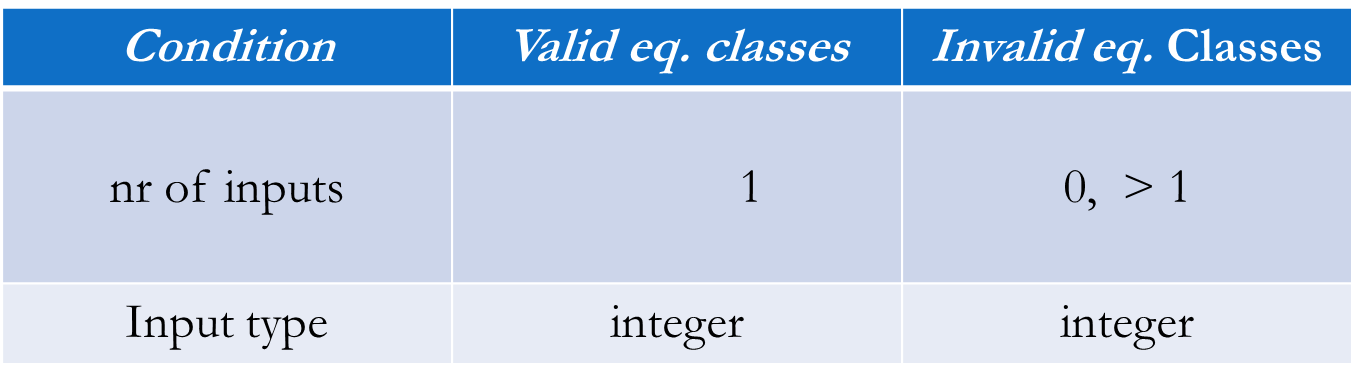 Condition Valid eq. classes Invalid eq. Classes
nr of inputs 1 0, > 1
Input type integer integer